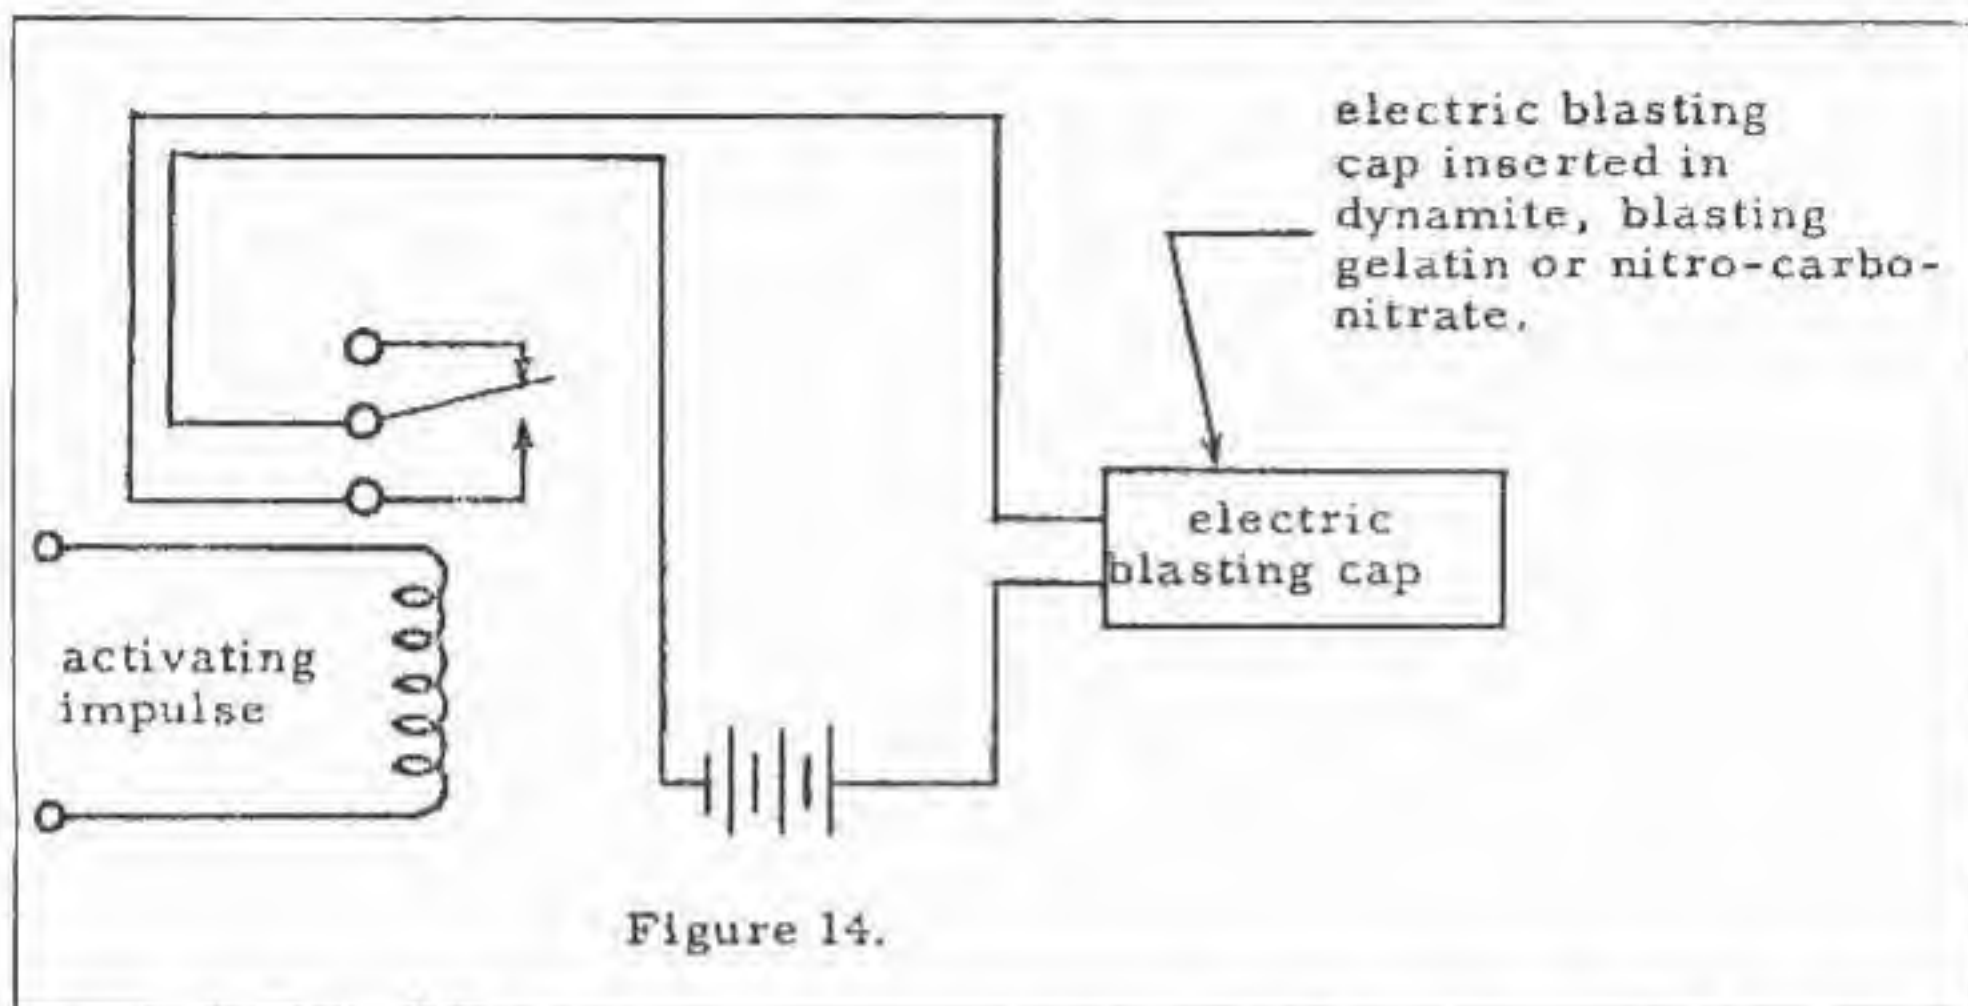 electric blasting
cap inserted in
dynamite, blasting
gelatin or nitro-carbo-
nitrate.
electric
blasting cap
activating
impulse
Figure 14.